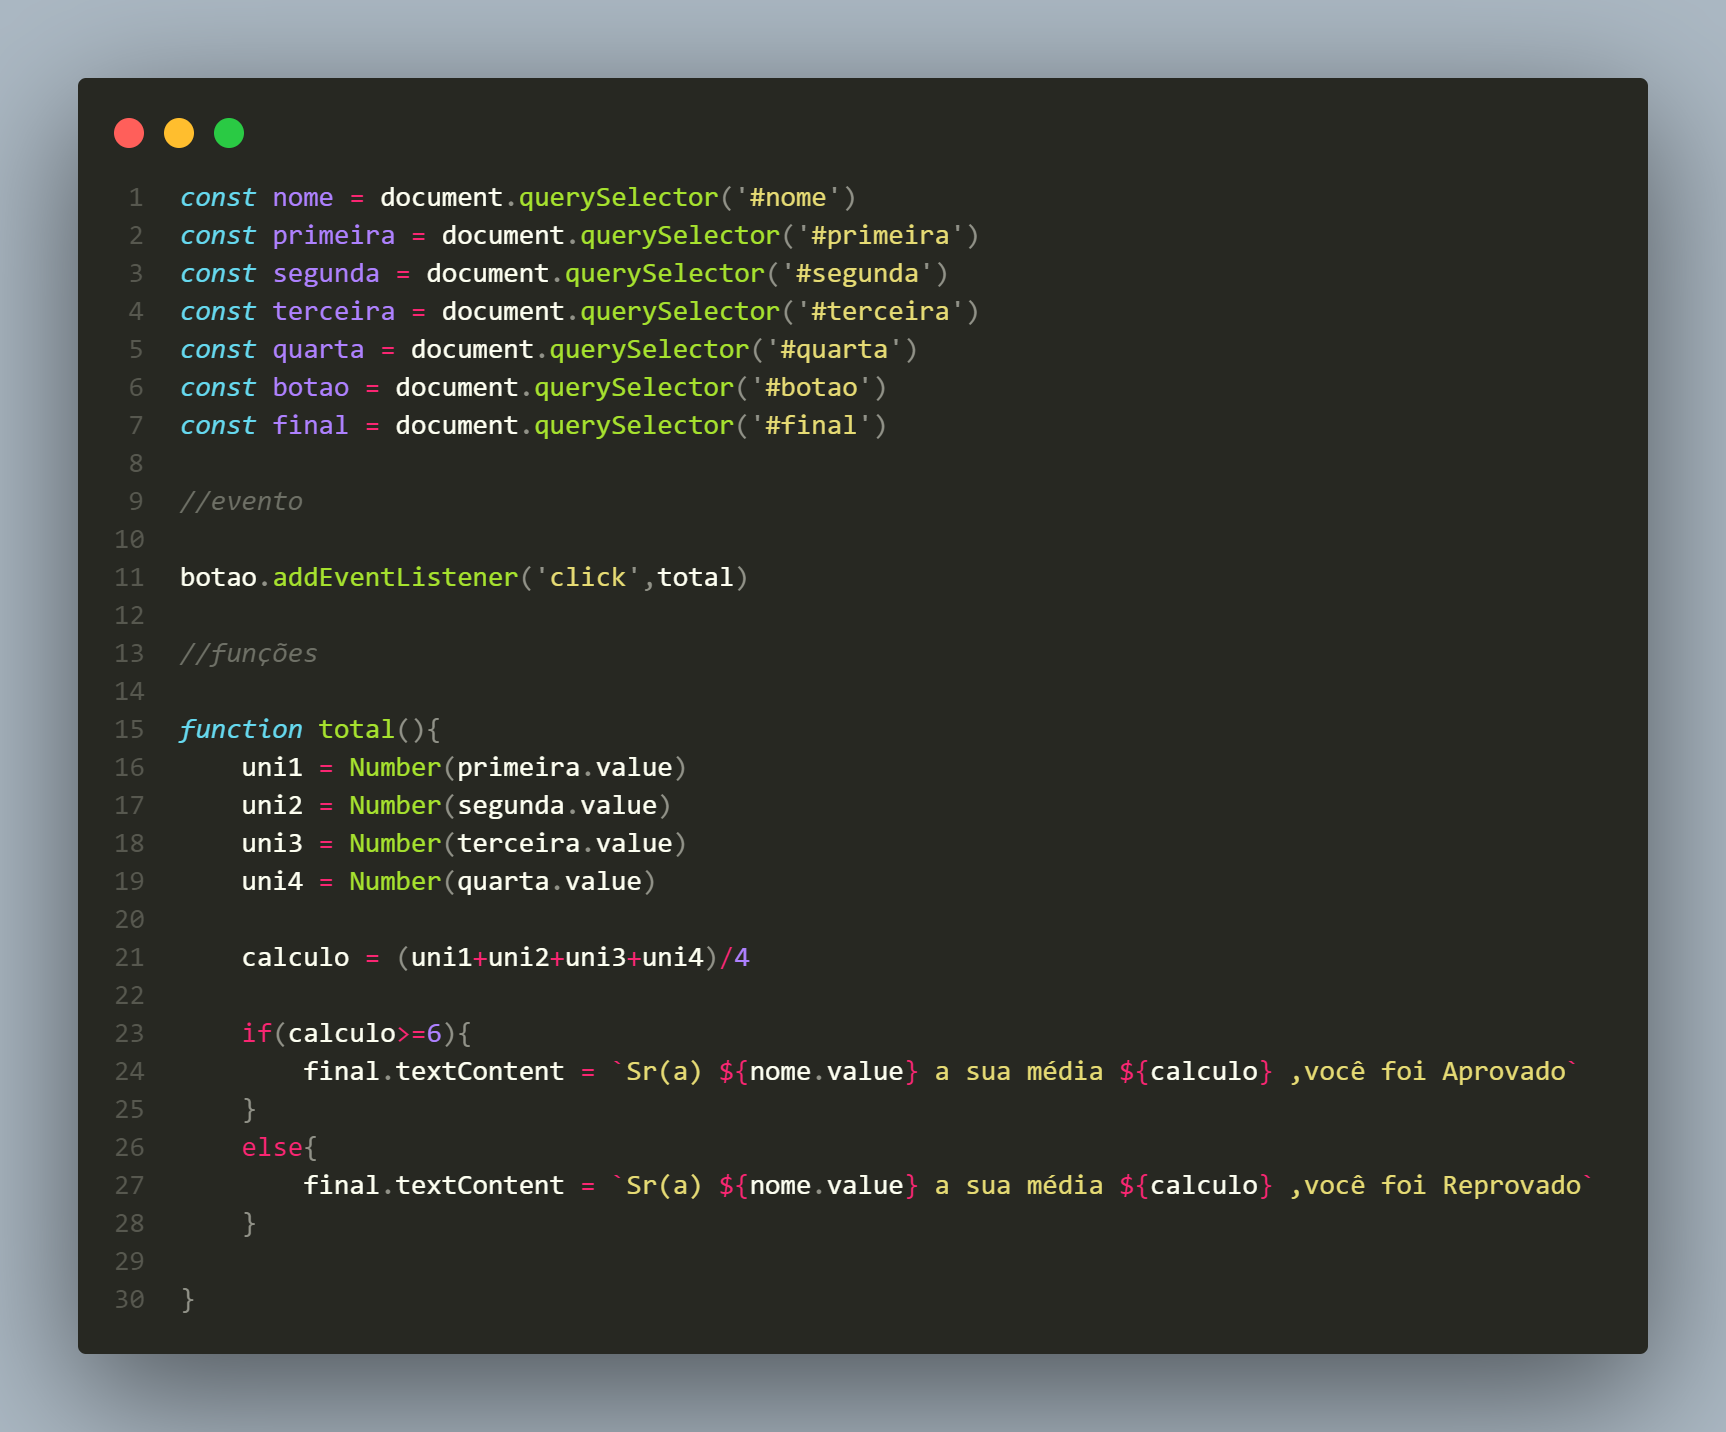 1 const nome = document.querySelector('#nome')
2 const primeira = document.querySelector('#primeira')
3 const segunda = document.querySelector('#segunda')
4 const terceira = document.querySelector('#terceira')
5 const quarta = document.querySelector('#quarta')
6 const botao = document.querySelector('#botao')
7 const final = document.querySelector('#final')
8
9 //evento
10
11 botao.addEventListener('click',total)
12
13 //funções
14
15 function total(){
16     uni1 = Number(primeira.value)
17     uni2 = Number(segunda.value)
18     uni3 = Number(terceira.value)
19     uni4 = Number(quarta.value)
20
21     calculo = (uni1+uni2+uni3+uni4)/4
22
23     if(calculo>=6){
24         final.textContent = `Sr(a) ${nome.value} a sua média ${calculo} ,você foi Aprovado`
25     }
26     else{
27         final.textContent = `Sr(a) ${nome.value} a sua média ${calculo} ,você foi Reprovado`
28     }
29
30 }